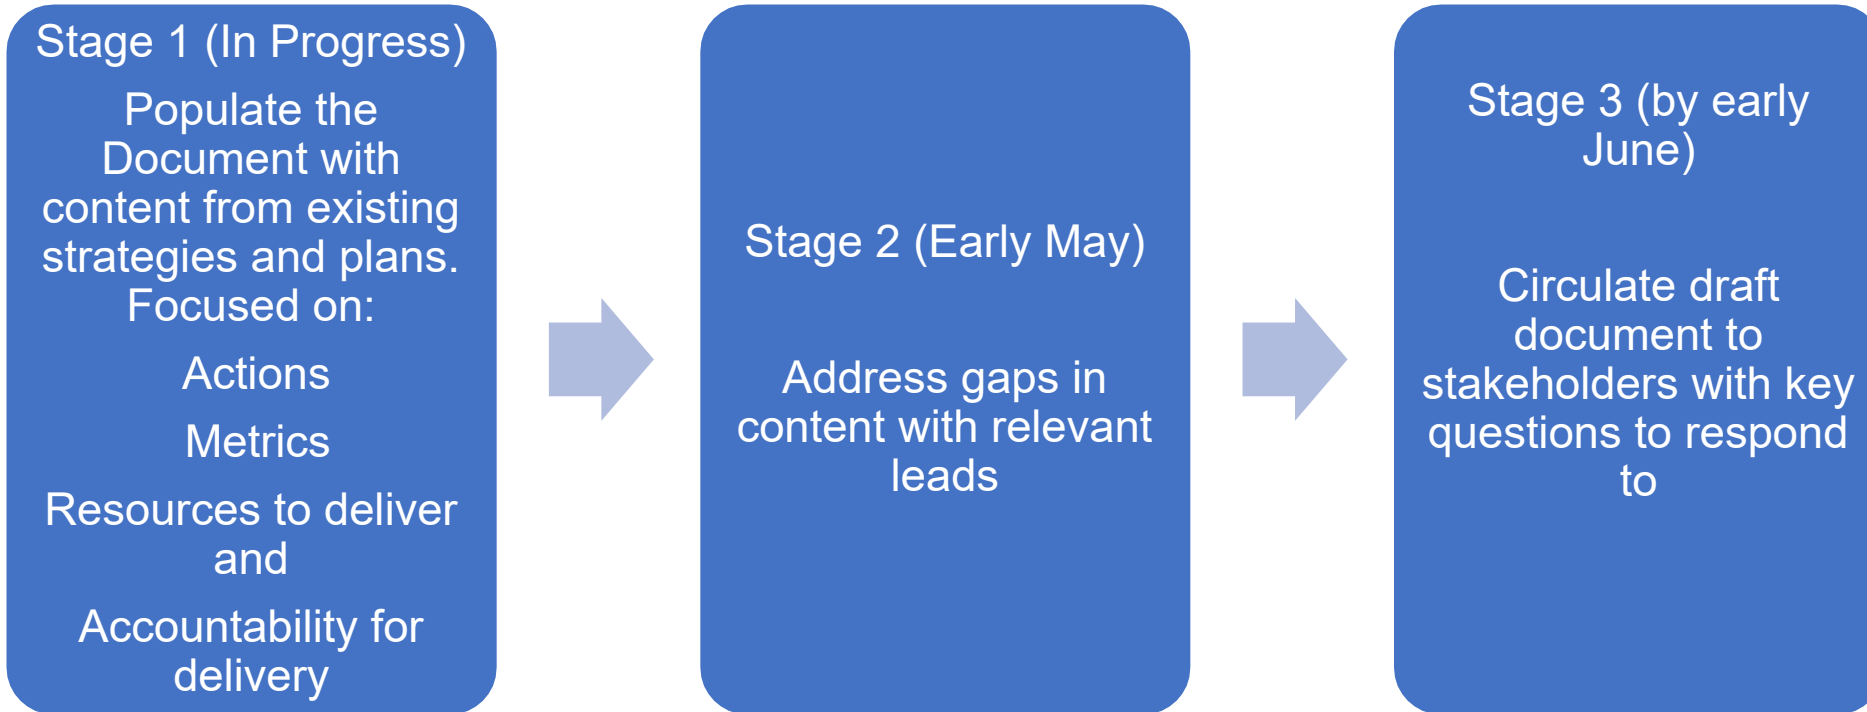 Stage 1 (In Progress)
Populate the
Document with
content from existing
strategies and plans.
Focused on:
Actions
Metrics
Resources to deliver
and
Accountability for
delivery
Stage 2 (Early May)
Address gaps in
content with relevant
leads
Stage 3 (by early
June)
Circulate draft
document to
stakeholders with key
questions to respond
to